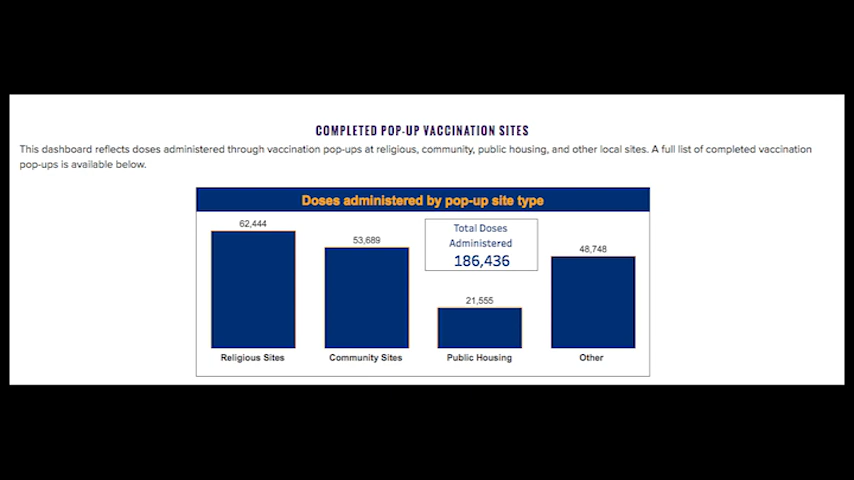 COMPLETED POP-UP VACCINATION SITES
This dashboard reflects doses administered through vaccination pop-ups at religious, community, public housing, and other local sites. A full list of completed vaccination
pop-ups is available below.
Doses administered by pop-up site type
62,444
53,689
Total Doses
Administered
186,436
21,555
48,748
Religious Sites
Community Sites
Public Housing
Other